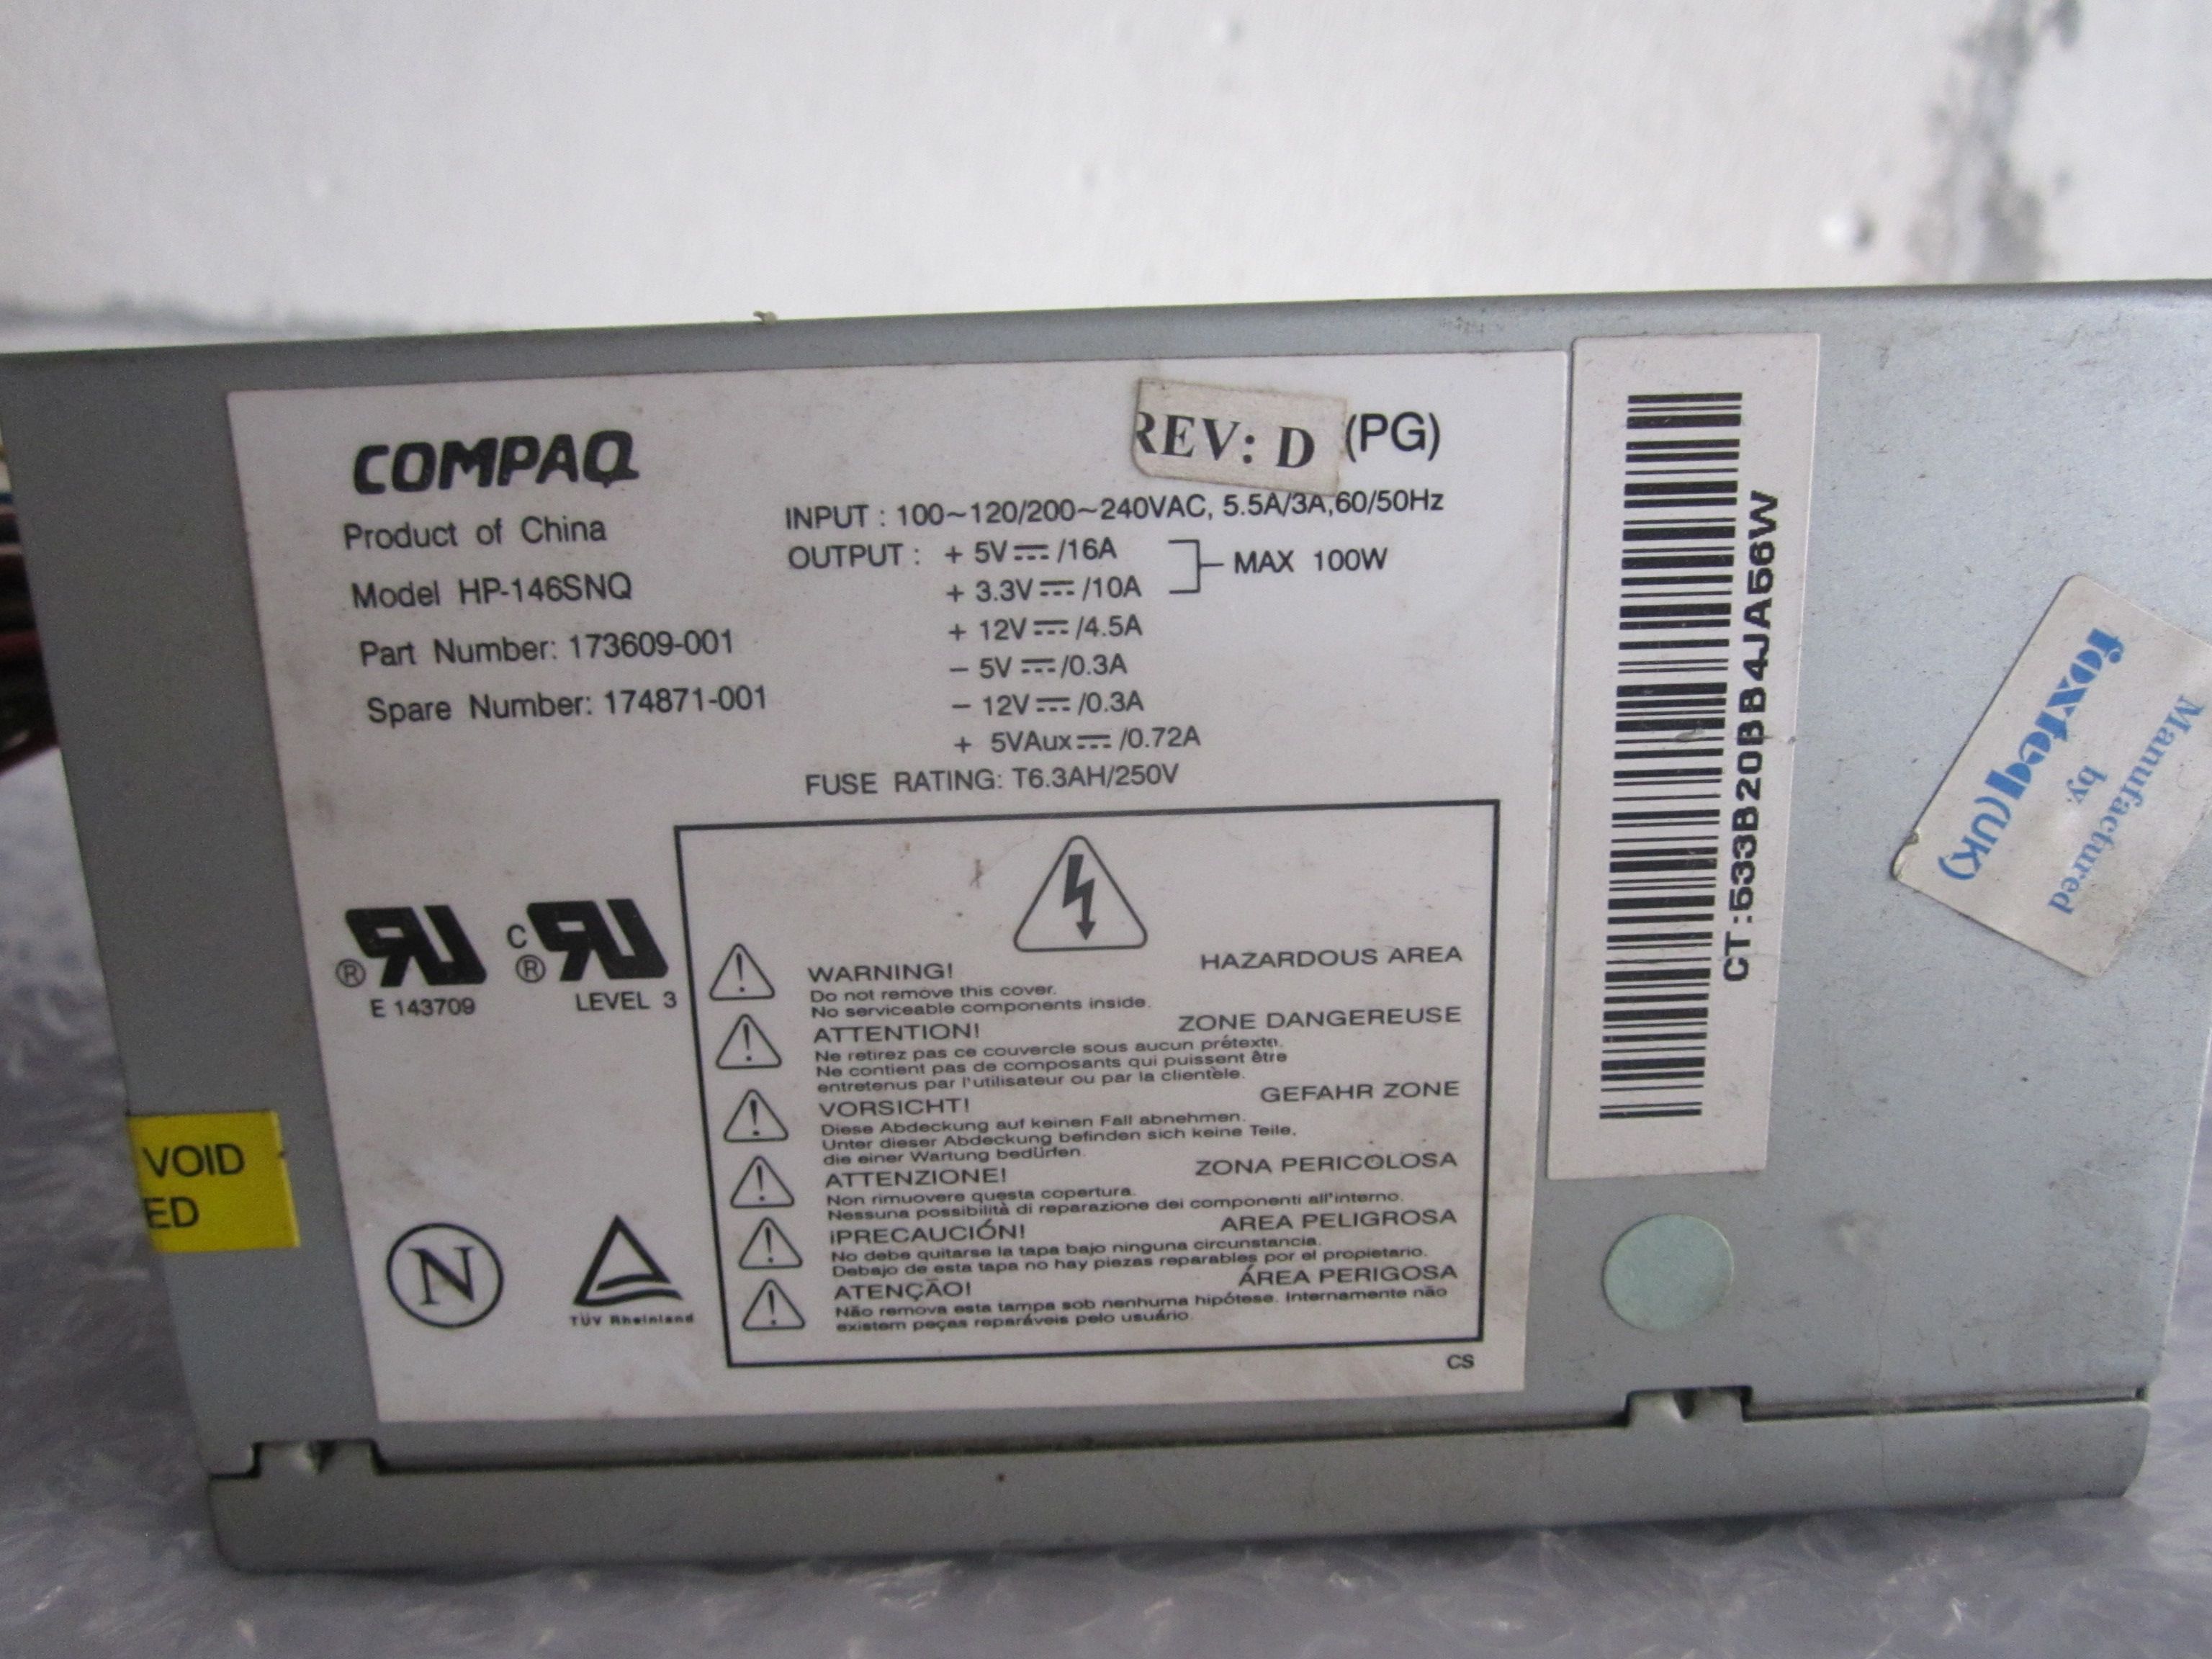 COMPAQ
Product of China
Model HP-146SNQ
Part Number: 173609-001
Spare Number: 174871-001
REV: D (PG)
INPUT : 100~120/200~240VAC, 5.5A/3A,60/50Hz
OUTPUT : + 5V⎓/16A
+ 3.3V⎓/10A
MAX 100W
+ 12V⎓/4.5A
− 5V⎓/0.3A
− 12V⎓/0.3A
+ 5VAux⎓/0.72A
FUSE RATING: T6.3AH/250V
® RU
E 143709
C ® RU
LEVEL 3
N
TÜV Rheinland
HAZARDOUS AREA
WARNING!
Do not remove this cover.
No serviceable components inside.
ZONE DANGEREUSE
ATTENTION!
Ne retirez pas ce couvercle sous aucun prétexte.
Ne contient pas de composants qui puissent être
entretenus par l'utilisateur ou par la clientèle.
GEFAHR ZONE
VORSICHT!
Diese Abdeckung auf keinen Fall abnehmen.
Unter dieser Abdeckung befinden sich keine Teile,
die einer Wartung bedürfen.
ZONA PERICOLOSA
ATTENZIONE!
Non rimuovere questa copertura.
Nessuna possibilità di reparazione dei componenti all'interno.
AREA PELIGROSA
¡PRECAUCIÓN!
No debe quitarse la tapa bajo ninguna circunstancia.
Debajo de esta tapa no hay piezas reparables por el propietario.
ÁREA PERIGOSA
ATENÇÃO!
Não remova esta tampa sob nenhuma hipótese. Internamente não
existem peças reparáveis pelo usuário.
CS
CT:533B20BB4JA56W
Manufactured
by.
foxteq(UK)
VOID
ED